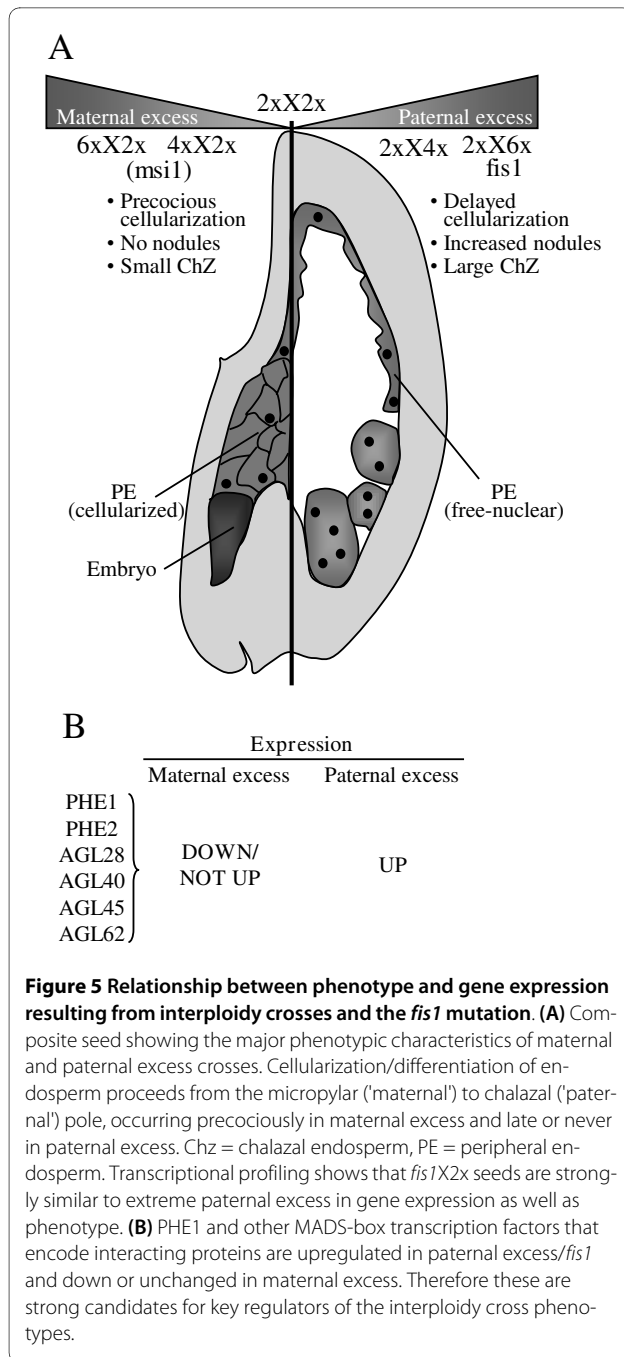 A
2xX2x
Maternal excess
Paternal excess
6xX2x 4xX2x
(msi1)
2xX4x 2xX6x
fis1
• Precocious
cellularization
• No nodules
• Small ChZ
• Delayed
cellularization
• Increased nodules
• Large ChZ
PE
(cellularized)
PE
(free-nuclear)
Embryo
B
Expression
Maternal excess Paternal excess
PHE1
PHE2
AGL28
AGL40
AGL45
AGL62
DOWN/
NOT UP
UP
Figure 5 Relationship between phenotype and gene expression
resulting from interploidy crosses and the fis1 mutation. (A) Com-
posite seed showing the major phenotypic characteristics of maternal
and paternal excess crosses. Cellularization/differentiation of en-
dosperm proceeds from the micropylar ('maternal') to chalazal ('pater-
nal') pole, occurring precociously in maternal excess and late or never
in paternal excess. Chz = chalazal endosperm, PE = peripheral en-
dosperm. Transcriptional profiling shows that fis1X2x seeds are strong-
ly similar to extreme paternal excess in gene expression as well as
phenotype. (B) PHE1 and other MADS-box transcription factors that
encode interacting proteins are upregulated in paternal excess/fis1
and down or unchanged in maternal excess. Therefore these are
strong candidates for key regulators of the interploidy cross pheno-
types.